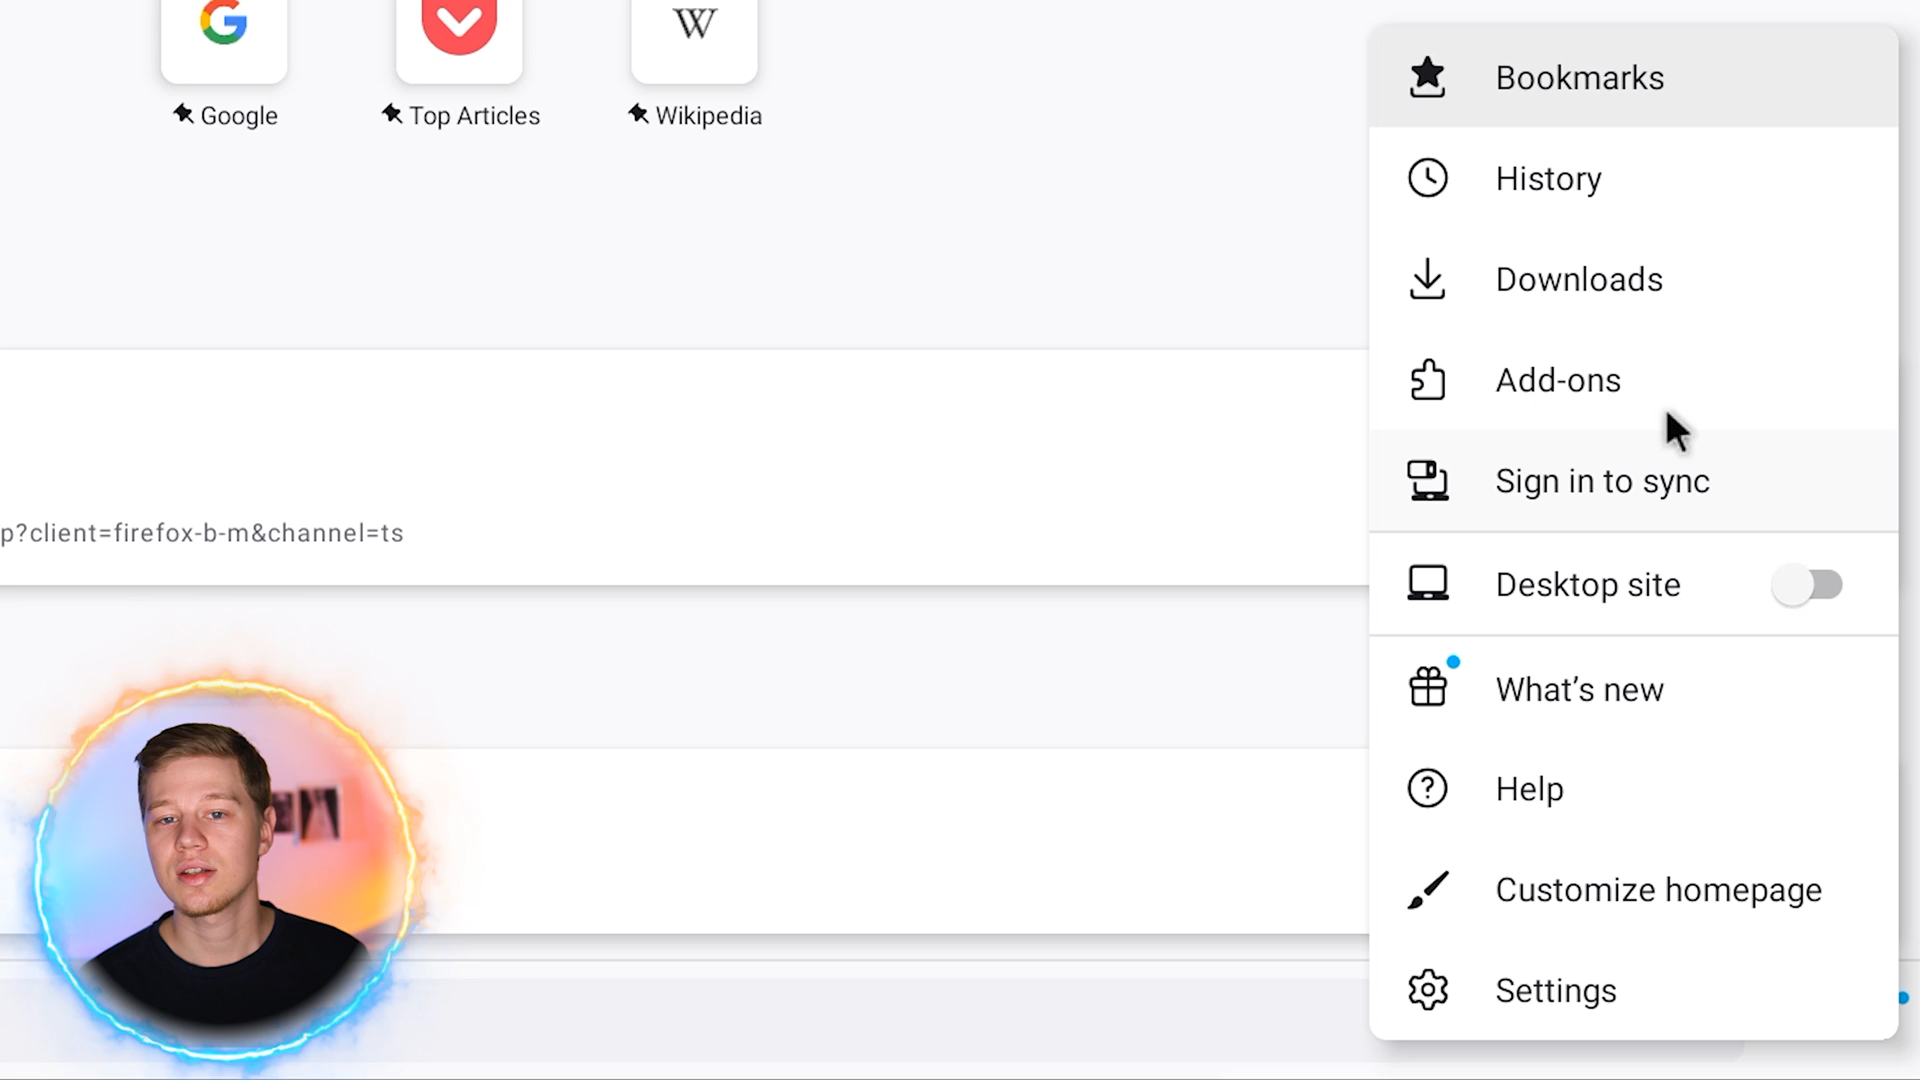 W
Google
Top Articles
Wikipedia
p?client=firefox-b-m&channel=ts
Bookmarks
History
Downloads
Add-ons
Sign in to sync
Desktop site
What’s new
Help
Customize homepage
Settings